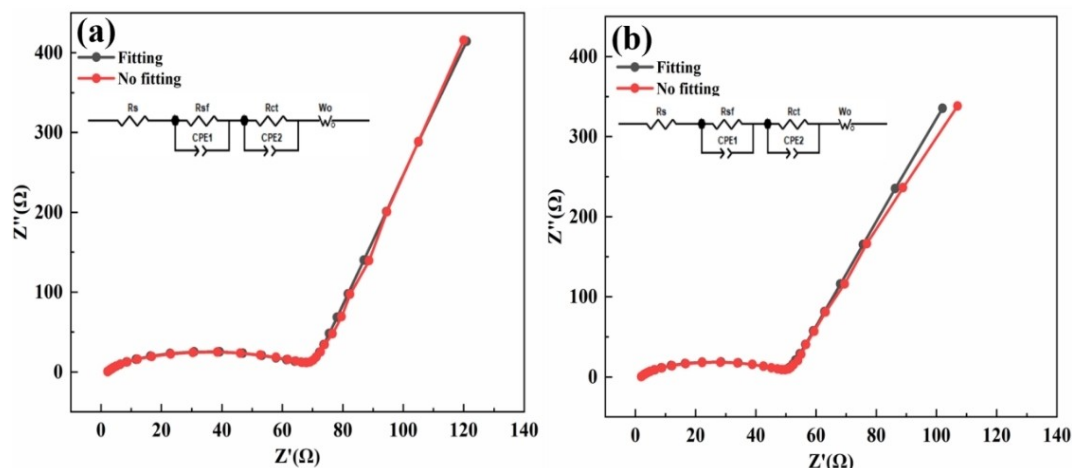 (a)
Fitting
No fitting
Rs Rsf Rct Wo
CPE1 CPE2
400
300
200
100
0
Z''(Ω)
0 20 40 60 80 100 120 140
Z'(Ω)
(b)
Fitting
No fitting
Rs Rsf Rct Wo
CPE1 CPE2
400
300
200
100
0
Z''(Ω)
0 20 40 60 80 100 120 140
Z'(Ω)